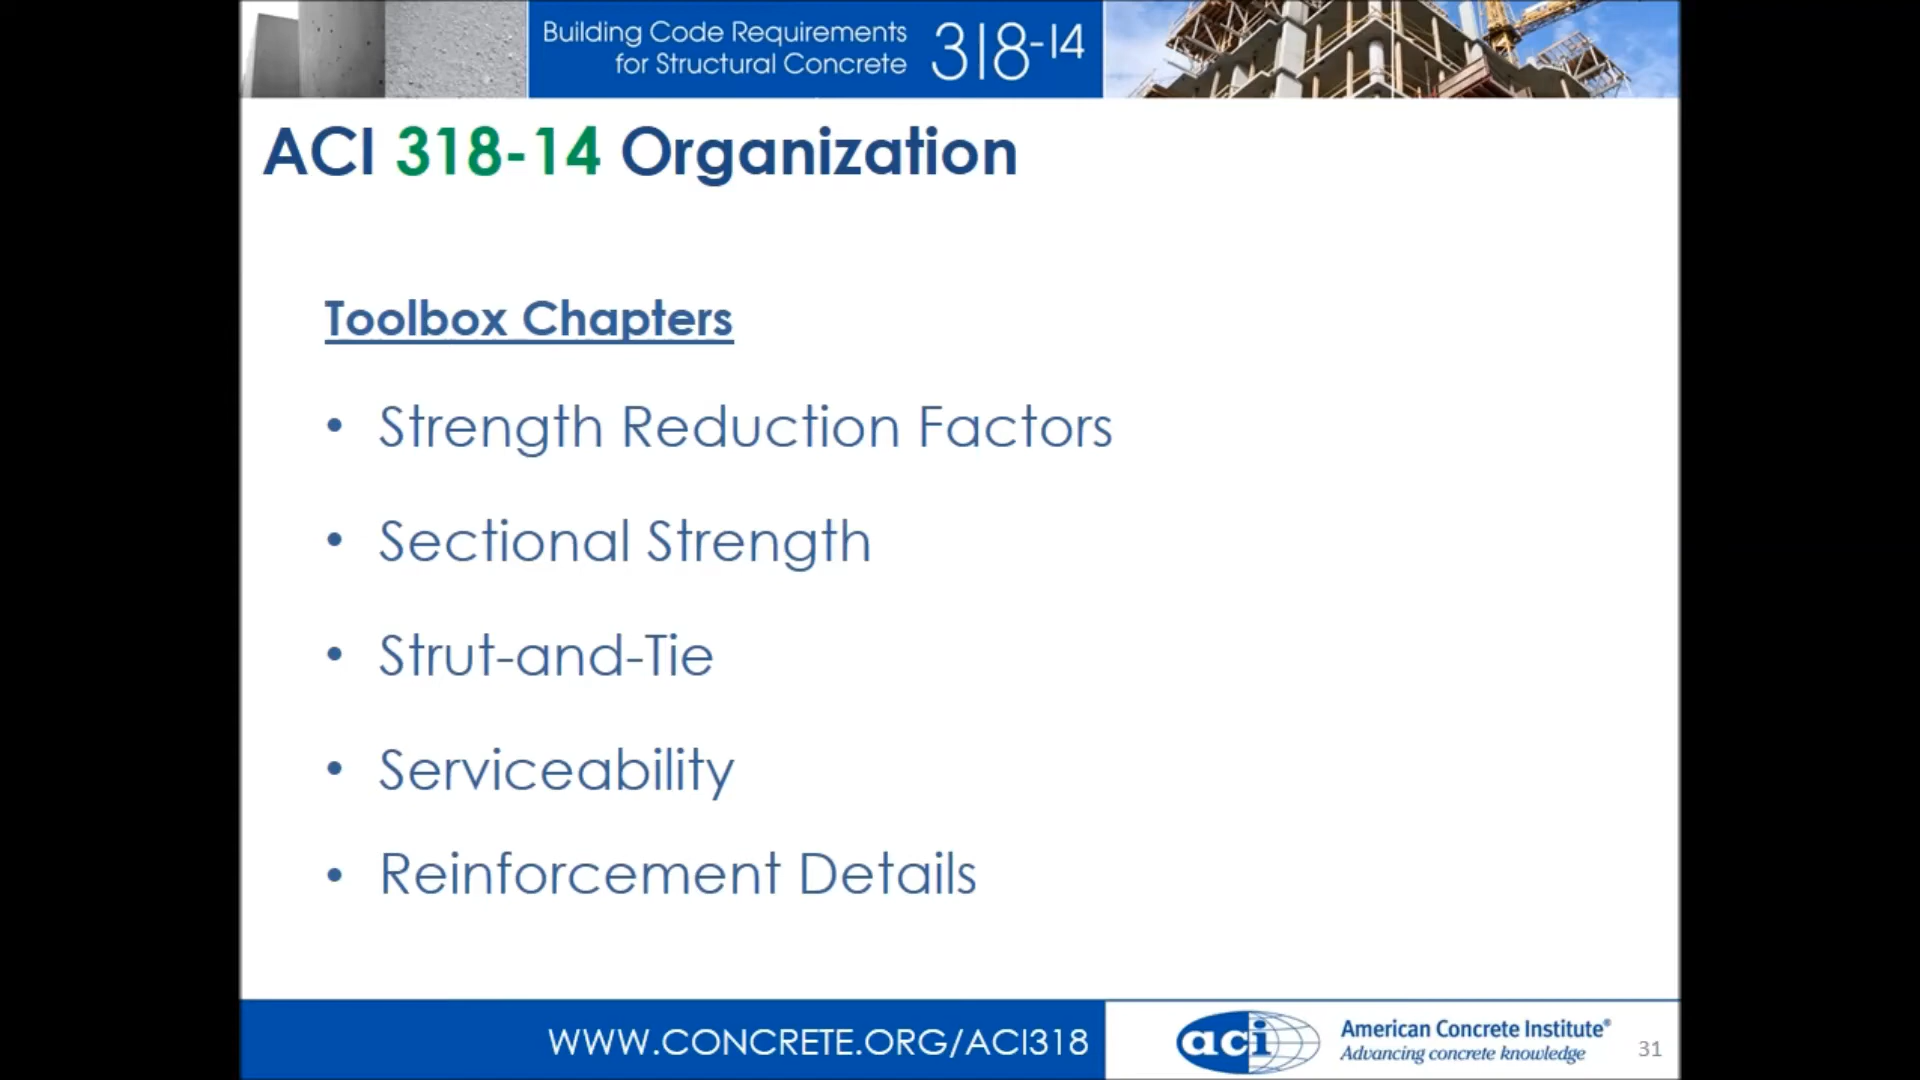 Building Code Requirements
for Structural Concrete
318-14
ACI 318-14 Organization
Toolbox Chapters
• Strength Reduction Factors
• Sectional Strength
• Strut-and-Tie
• Serviceability
• Reinforcement Details
WWW.CONCRETE.ORG/ACI318
aci
American Concrete Institute®
Advancing concrete knowledge
31